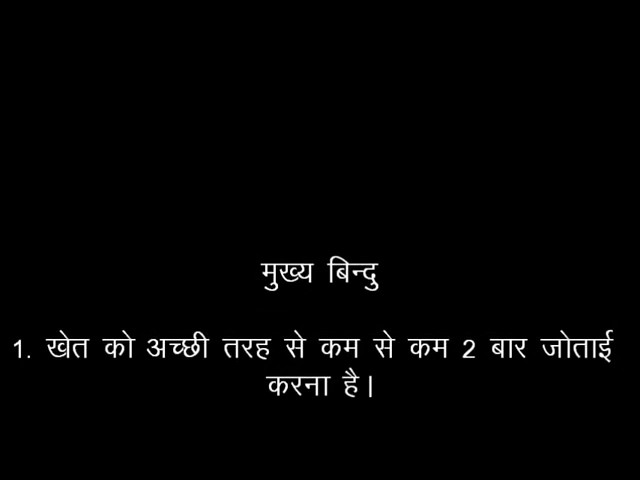 मुख्य बिन्दु
1. खेत को अच्छी तरह से कम से कम 2 बार जोताई
करना है।